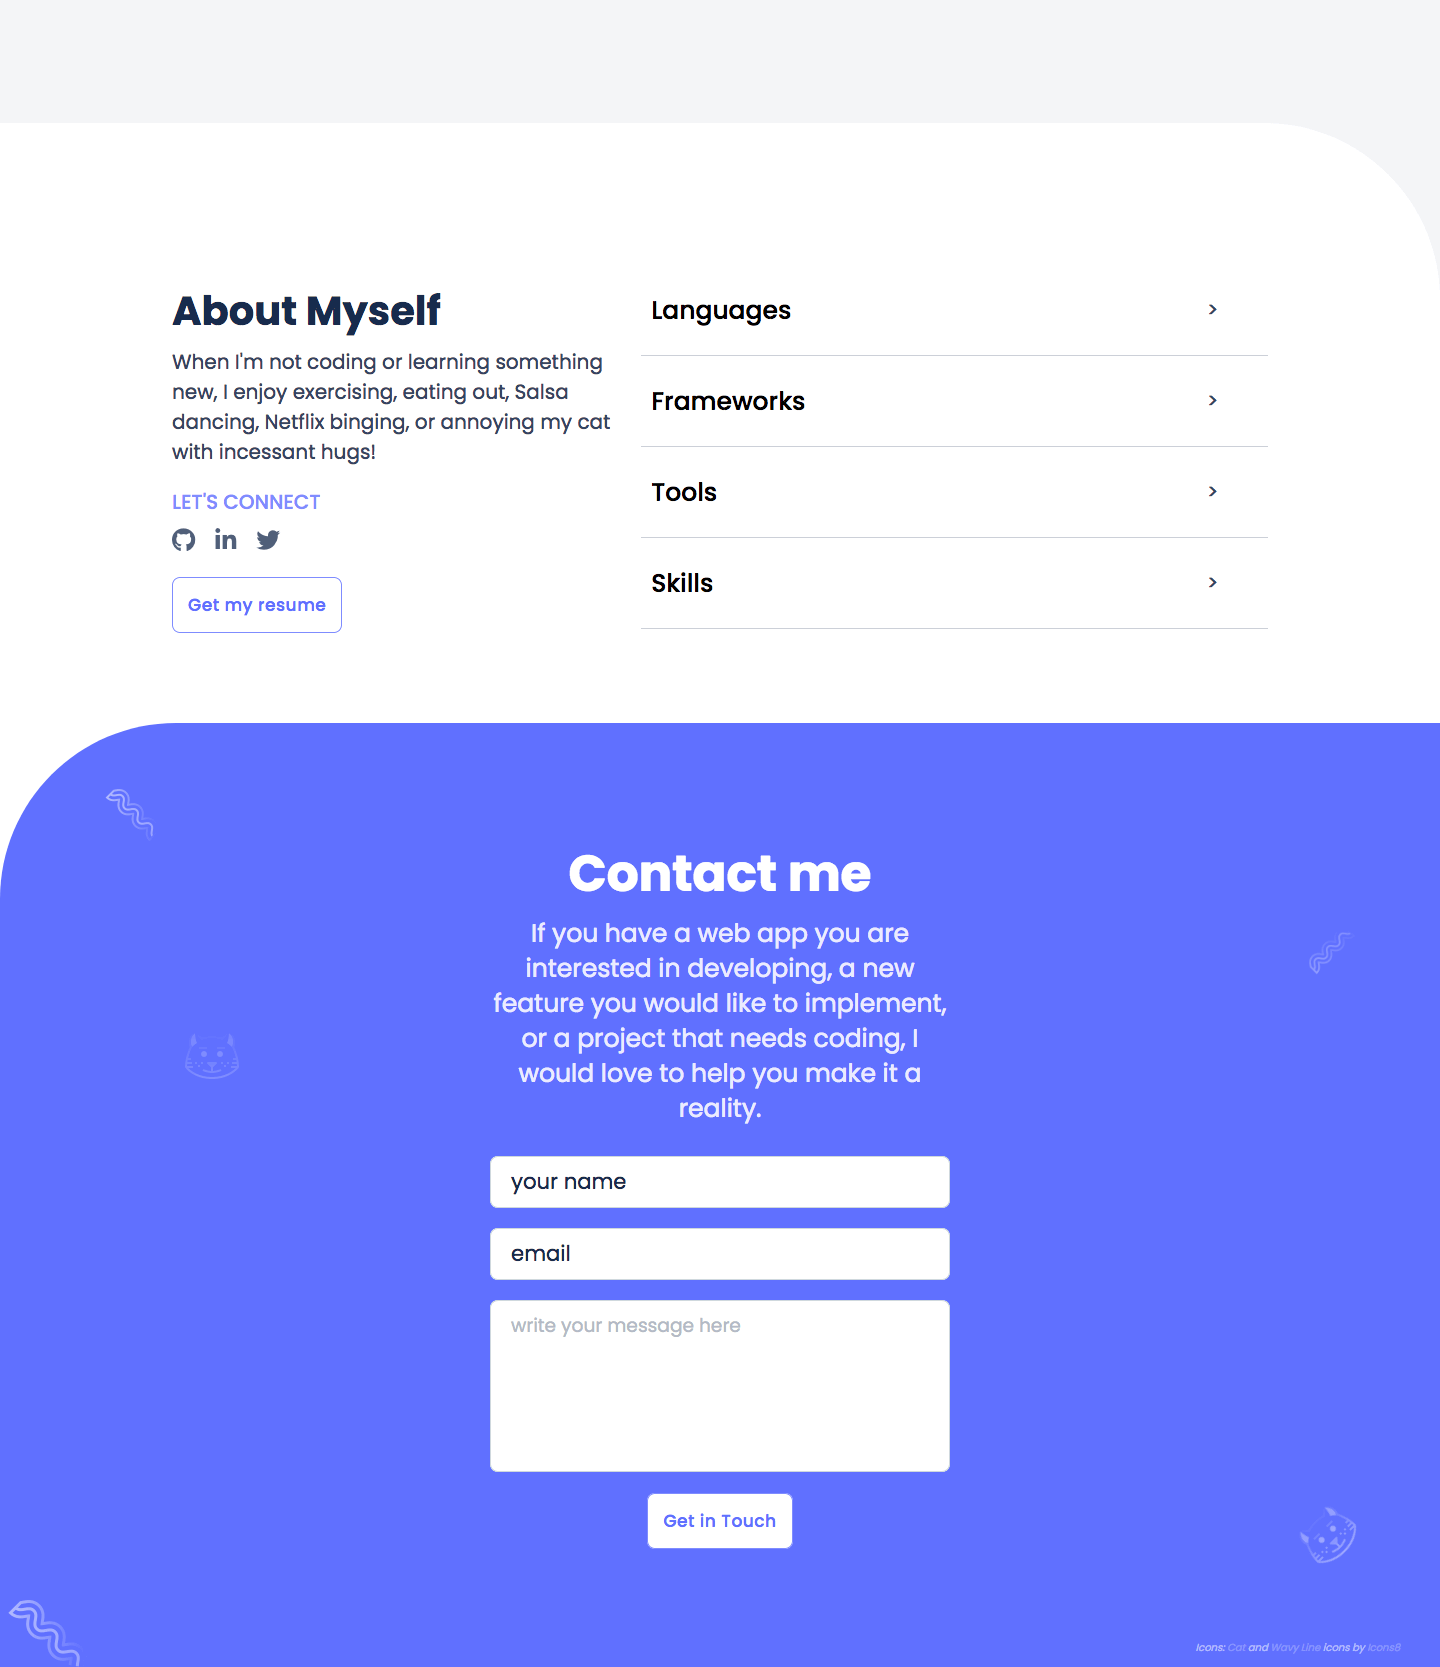 About Myself
When I'm not coding or learning something
new, I enjoy exercising, eating out, Salsa
dancing, Netflix binging, or annoying my cat
with incessant hugs!
LET'S CONNECT
Get my resume
Languages
Frameworks
Tools
Skills
Contact me
If you have a web app you are
interested in developing, a new
feature you would like to implement,
or a project that needs coding, I
would love to help you make it a
reality.
your name
email
write your message here
Get in Touch
Icons: Cat and Wavy Line icons by Icons8